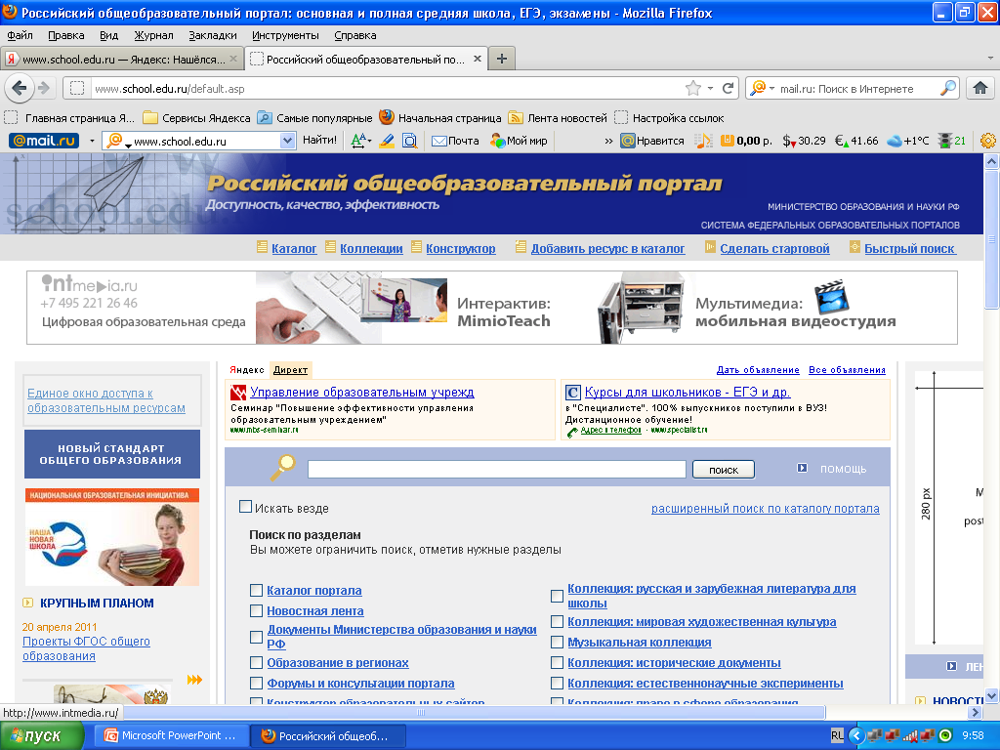 Российский общеобразовательный портал: основная и полная средняя школа, ЕГЭ, экзамены - Mozilla Firefox
Файл Правка Вид Журнал Закладки Инструменты Справка
www.school.edu.ru — Яндекс: Нашёлся...
Российский общеобразовательный по...
www.school.edu.ru/default.asp
mail.ru: Поиск в Интернете
Главная страница Я... Сервисы Яндекса Самые популярные Начальная страница Лента новостей Настройка ссылок
@mail.ru www.school.edu.ru Найти! Почта Мой мир » Нравится 0,00 р. $ 30.29 € 41.66 +1°C 21
school.edu.ru
Российский общеобразовательный портал
Доступность, качество, эффективность
МИНИСТЕРСТВО ОБРАЗОВАНИЯ И НАУКИ РФ
СИСТЕМА ФЕДЕРАЛЬНЫХ ОБРАЗОВАТЕЛЬНЫХ ПОРТАЛОВ
Каталог Коллекции Конструктор Добавить ресурс в каталог Сделать стартовой Быстрый поиск
intmedia.ru
+7 495 221 26 46
Цифровая образовательная среда
Интерактив:
MimioTeach
Мультимедиа:
мобильная видеостудия
Единое окно доступа к
образовательным ресурсам
НОВЫЙ СТАНДАРТ
ОБЩЕГО ОБРАЗОВАНИЯ
НАЦИОНАЛЬНАЯ ОБРАЗОВАТЕЛЬНАЯ ИНИЦИАТИВА
НАША
НОВАЯ
ШКОЛА
КРУПНЫМ ПЛАНОМ
20 апреля 2011
Проекты ФГОС общего
образования
Яндекс Директ
Дать объявление Все объявления
Управление образовательным учрежд
Семинар "Повышение эффективности управления
образовательным учреждением"
www.mbs-seminar.ru
Курсы для школьников - ЕГЭ и др.
в "Специалисте". 100% выпускников поступили в ВУЗ!
Дистанционное обучение!
Адрес и телефон · www.specialist.ru
поиск
ПОМОЩЬ
Искать везде
расширенный поиск по каталогу портала
Поиск по разделам
Вы можете ограничить поиск, отметив нужные разделы
Каталог портала
Новостная лента
Документы Министерства образования и науки
РФ
Образование в регионах
Форумы и консультации портала
Конструктор образовательных сайтов
Коллекция: русская и зарубежная литература для
школы
Коллекция: мировая художественная культура
Музыкальная коллекция
Коллекция: исторические документы
Коллекция: естественнонаучные эксперименты
Коллекция: право в сфере образования
280 px
М
post
ЛЕН
НОВОСТ
http://www.intmedia.ru/
пуск
Microsoft PowerPoint ...
Российский общеоб...
RL
9:58